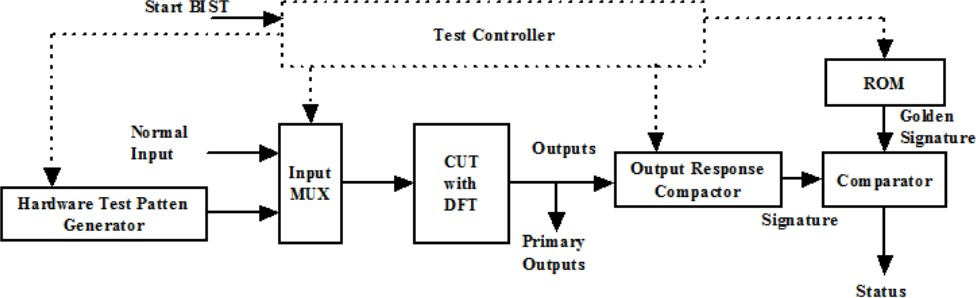 Start BIST
Test Controller
ROM
Golden
Signature
Normal
Input
Input
MUX
CUT
with
DFT
Outputs
Output Response
Compactor
Comparator
Hardware Test Patten
Generator
Signature
Primary
Outputs
Status